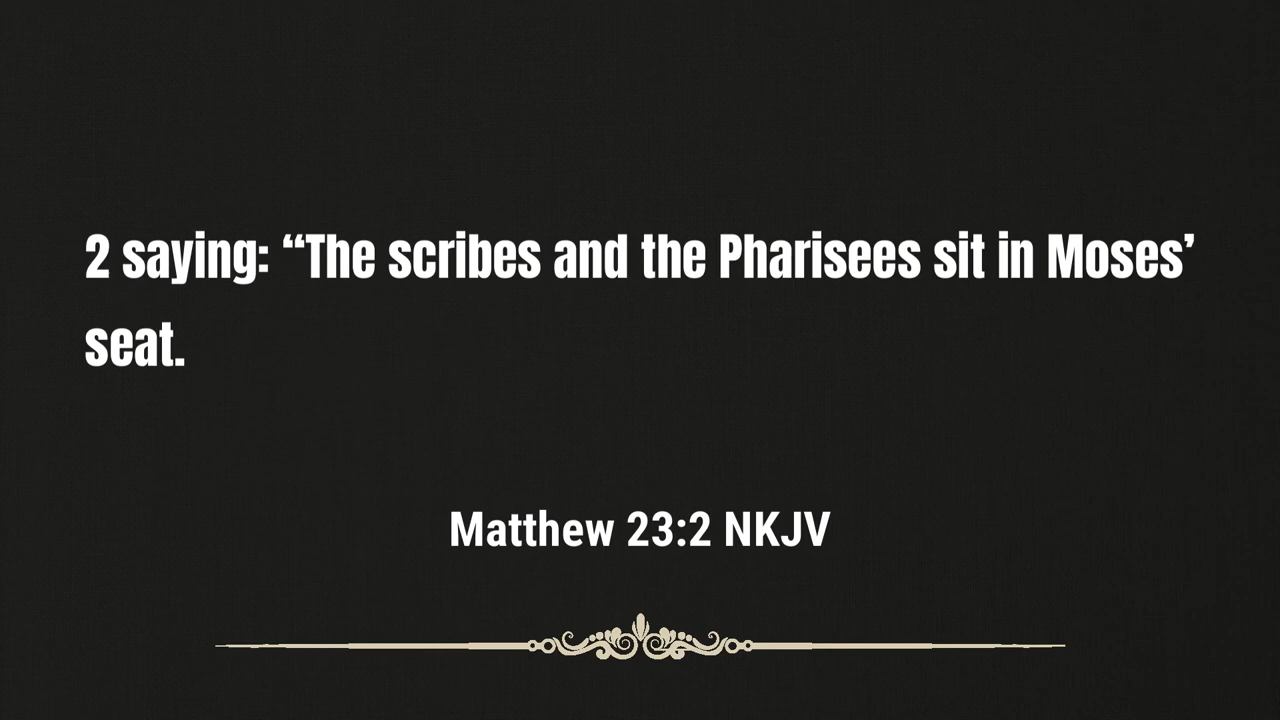 2 saying: “The scribes and the Pharisees sit in Moses’
seat.
Matthew 23:2 NKJV